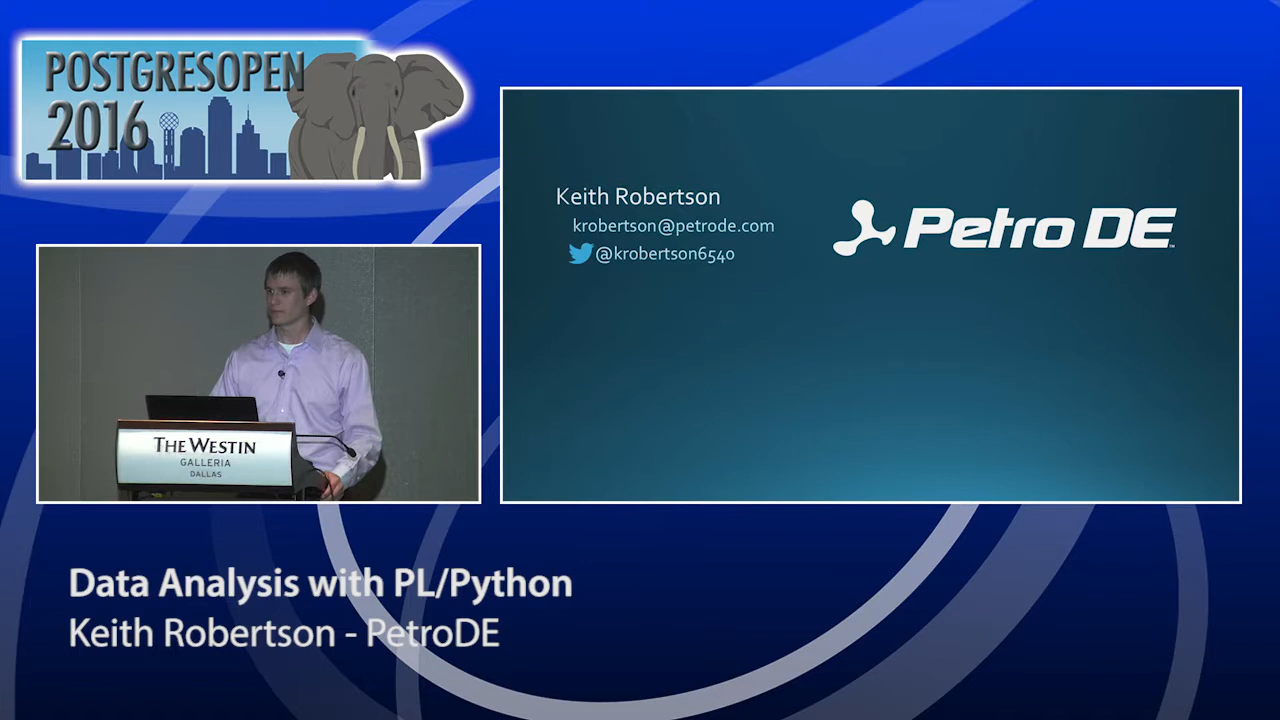 POSTGRESOPEN
2016
Keith Robertson
krobertson@petrode.com
@krobertson6540
Petro DE™
THE WESTIN
GALLERIA
DALLAS
Data Analysis with PL/Python
Keith Robertson - PetroDE